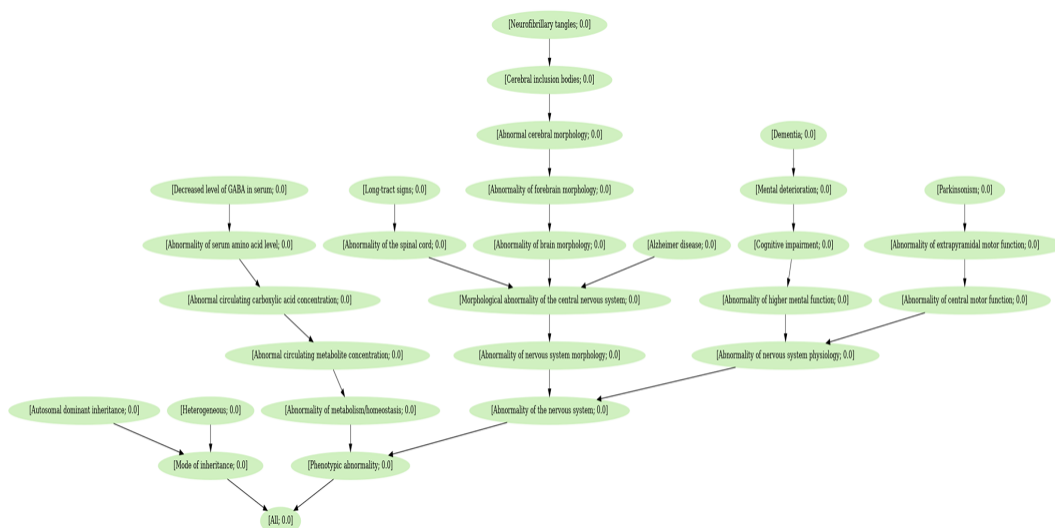 [Neurofibrillary tangles; 0.0]
[Cerebral inclusion bodies; 0.0]
[Abnormal cerebral morphology; 0.0]
[Dementia; 0.0]
[Decreased level of GABA in serum; 0.0]
[Long-tract signs; 0.0]
[Abnormality of forebrain morphology; 0.0]
[Mental deterioration; 0.0]
[Parkinsonism; 0.0]
[Abnormality of serum amino acid level; 0.0]
[Abnormality of the spinal cord; 0.0]
[Abnormality of brain morphology; 0.0]
[Alzheimer disease; 0.0]
[Cognitive impairment; 0.0]
[Abnormality of extrapyramidal motor function; 0.0]
[Abnormal circulating carboxylic acid concentration; 0.0]
[Morphological abnormality of the central nervous system; 0.0]
[Abnormality of higher mental function; 0.0]
[Abnormality of central motor function; 0.0]
[Abnormal circulating metabolite concentration; 0.0]
[Abnormality of nervous system morphology; 0.0]
[Abnormality of nervous system physiology; 0.0]
[Autosomal dominant inheritance; 0.0]
[Heterogeneous; 0.0]
[Abnormality of metabolism/homeostasis; 0.0]
[Abnormality of the nervous system; 0.0]
[Mode of inheritance; 0.0]
[Phenotypic abnormality; 0.0]
[All; 0.0]